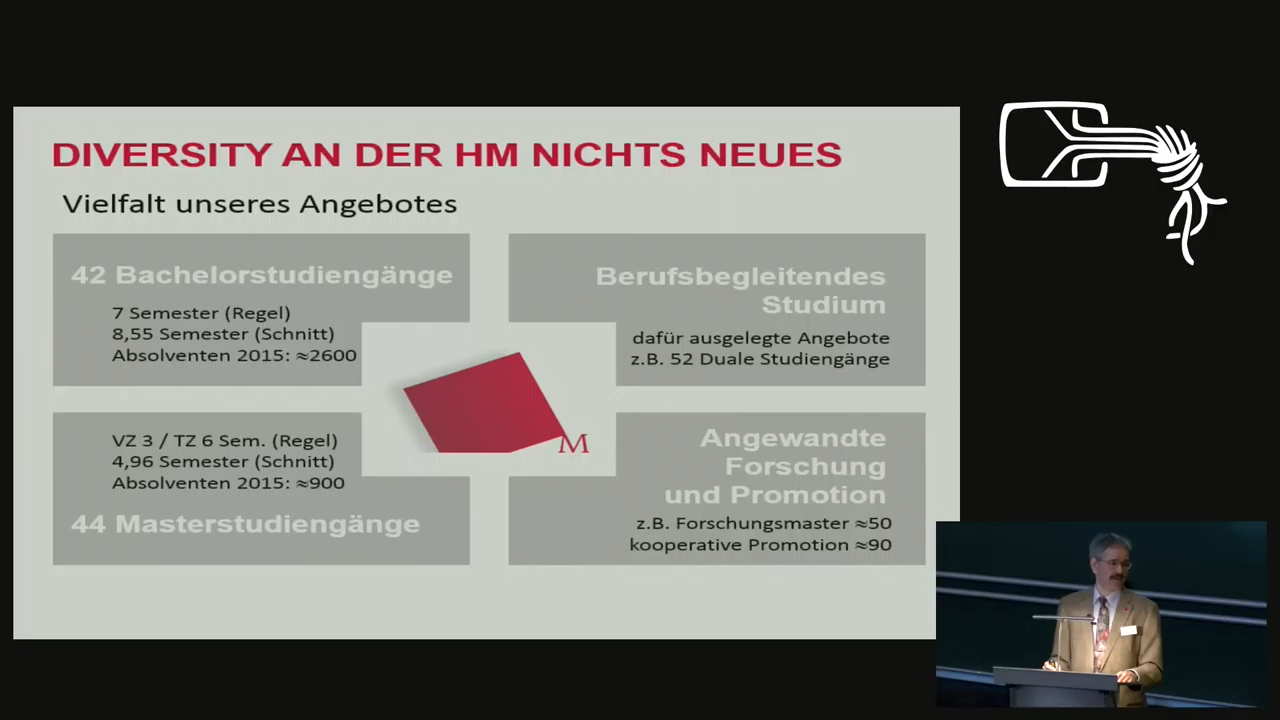 DIVERSITY AN DER HM NICHTS NEUES
Vielfalt unseres Angebotes
42 Bachelorstudiengänge
7 Semester (Regel)
8,55 Semester (Schnitt)
Absolventen 2015: ≈2600
Berufsbegleitendes
Studium
dafür ausgelegte Angebote
z.B. 52 Duale Studiengänge
M
VZ 3 / TZ 6 Sem. (Regel)
4,96 Semester (Schnitt)
Absolventen 2015: ≈900
44 Masterstudiengänge
Angewandte
Forschung
und Promotion
z.B. Forschungsmaster ≈50
kooperative Promotion ≈90